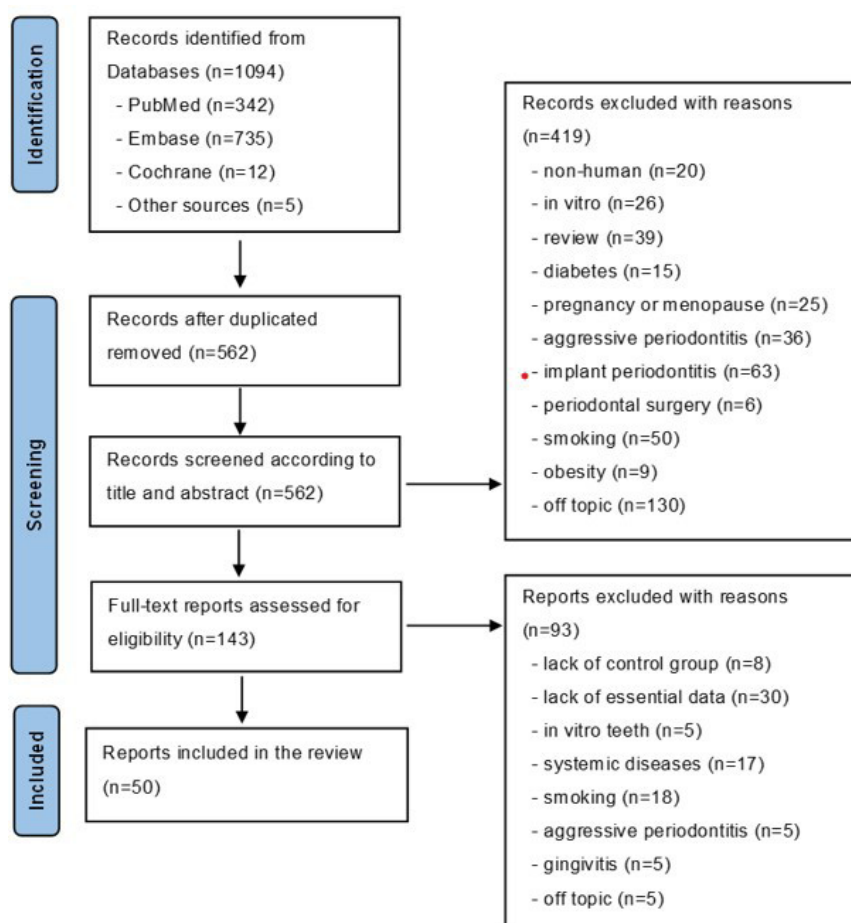 Identification
Records identified from
Databases (n=1094)
- PubMed (n=342)
- Embase (n=735)
- Cochrane (n=12)
- Other sources (n=5)
Records excluded with reasons
(n=419)
- non-human (n=20)
- in vitro (n=26)
- review (n=39)
- diabetes (n=15)
- pregnancy or menopause (n=25)
- aggressive periodontitis (n=36)
- implant periodontitis (n=63)
- periodontal surgery (n=6)
- smoking (n=50)
- obesity (n=9)
- off topic (n=130)
Screening
Records after duplicated
removed (n=562)
Records screened according to
title and abstract (n=562)
Full-text reports assessed for
eligibility (n=143)
Reports excluded with reasons
(n=93)
- lack of control group (n=8)
- lack of essential data (n=30)
- in vitro teeth (n=5)
- systemic diseases (n=17)
- smoking (n=18)
- aggressive periodontitis (n=5)
- gingivitis (n=5)
- off topic (n=5)
Included
Reports included in the review
(n=50)